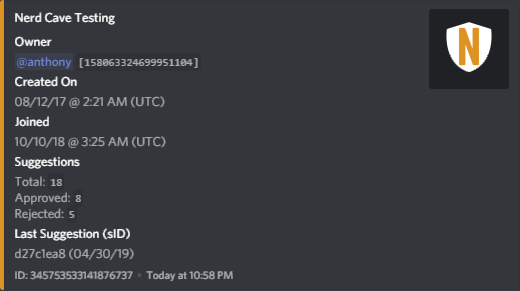 Nerd Cave Testing
N
Owner
@anthony [158063324699951104]
Created On
08/12/17 @ 2:21 AM (UTC)
Joined
10/10/18 @ 3:25 AM (UTC)
Suggestions
Total: 18
Approved: 8
Rejected: 5
Last Suggestion (sID)
d27c1ea8 (04/30/19)
ID: 345753533141876737 • Today at 10:58 PM